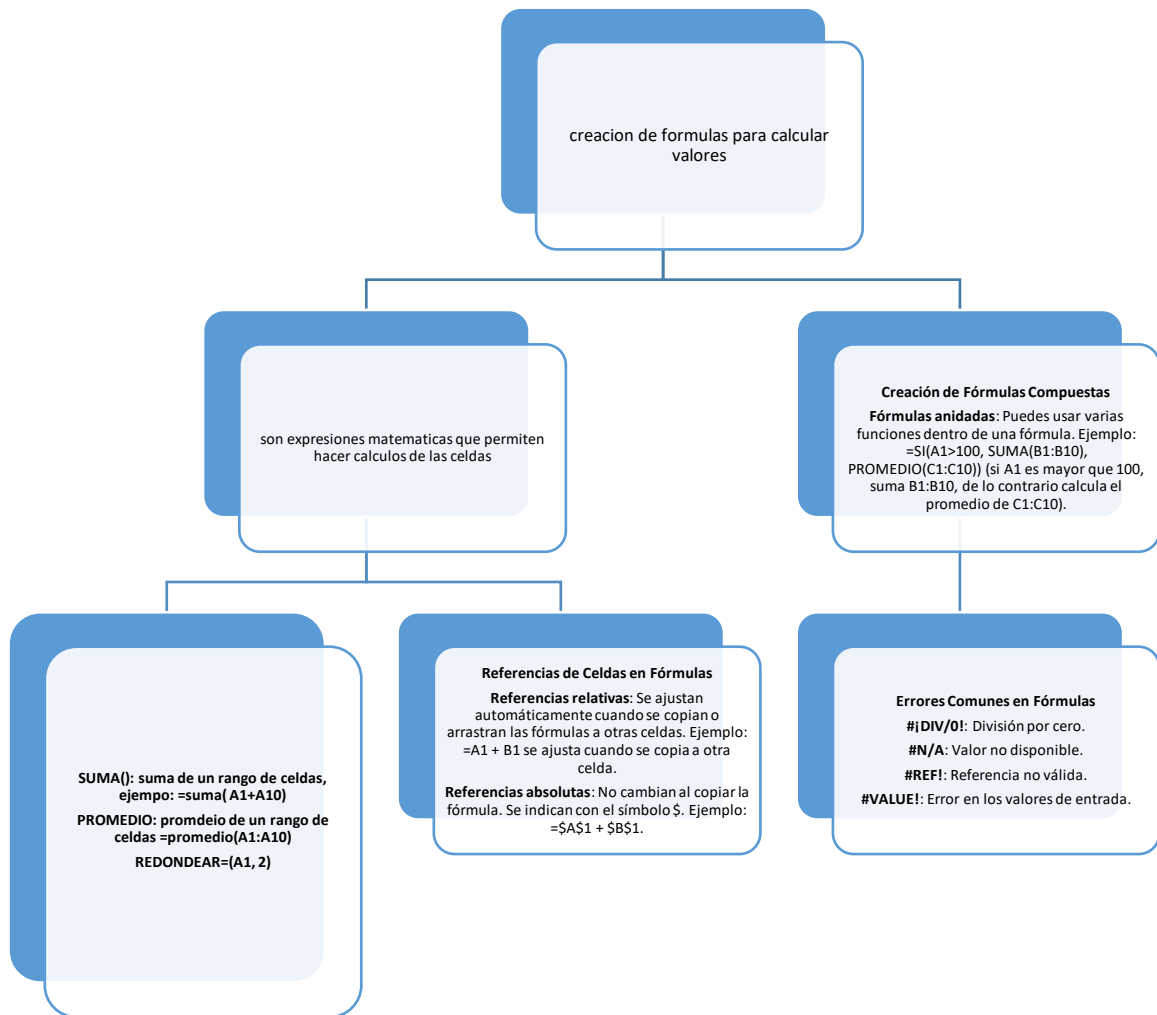 creacion de formulas para calcular
valores
son expresiones matematicas que permiten
hacer calculos de las celdas
Creación de Fórmulas Compuestas
Fórmulas anidadas: Puedes usar varias
funciones dentro de una fórmula. Ejemplo:
=SI(A1>100, SUMA(B1:B10),
PROMEDIO(C1:C10)) (si A1 es mayor que 100,
suma B1:B10, de lo contrario calcula el
promedio de C1:C10).
SUMA(): suma de un rango de celdas,
ejempo: =suma( A1+A10)
PROMEDIO: promdeio de un rango de
celdas =promedio(A1:A10)
REDONDEAR=(A1, 2)
Referencias de Celdas en Fórmulas
Referencias relativas: Se ajustan
automáticamente cuando se copian o
arrastran las fórmulas a otras celdas. Ejemplo:
=A1 + B1 se ajusta cuando se copia a otra
celda.
Referencias absolutas: No cambian al copiar la
fórmula. Se indican con el símbolo $. Ejemplo:
=$A$1 + $B$1.
Errores Comunes en Fórmulas
#¡DIV/0!: División por cero.
#N/A: Valor no disponible.
#REF!: Referencia no válida.
#VALUE!: Error en los valores de entrada.